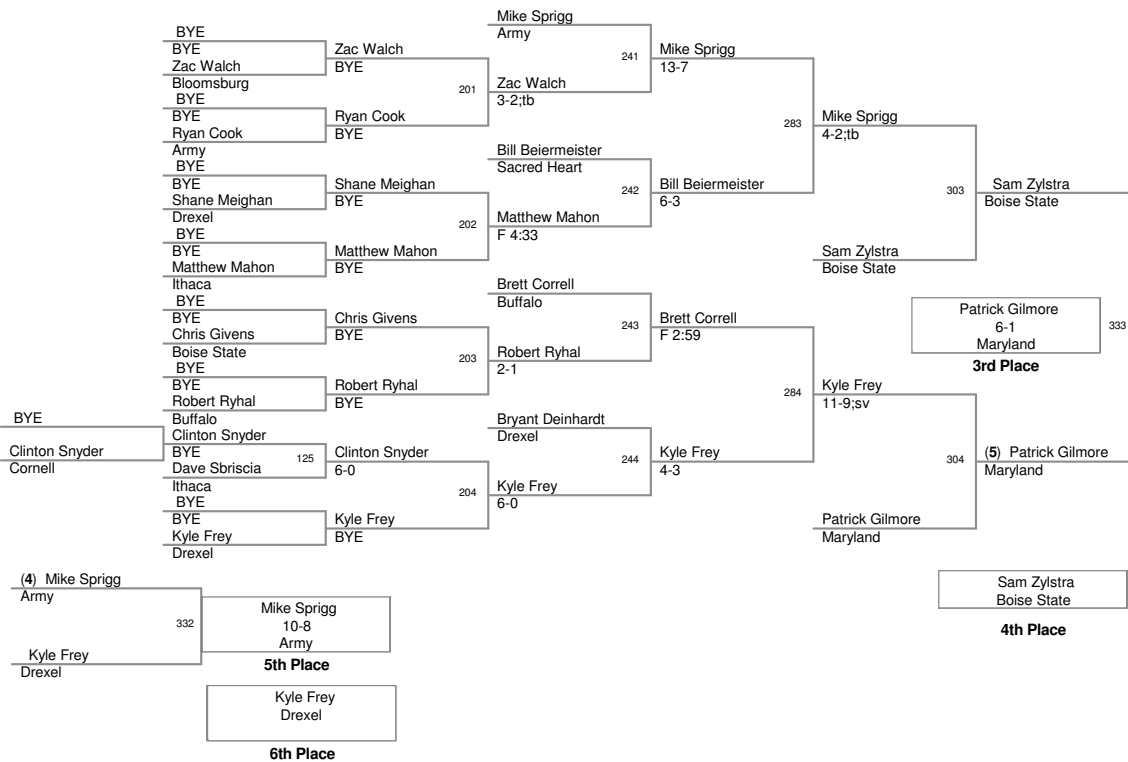 BYE
Clinton Snyder
Cornell
BYE
BYE
Zac Walch
Bloomsburg
BYE
BYE
Ryan Cook
Army
BYE
BYE
Shane Meighan
Drexel
BYE
BYE
Matthew Mahon
Ithaca
BYE
BYE
Chris Givens
Boise State
BYE
BYE
Robert Ryhal
Buffalo
Clinton Snyder
BYE
125
Dave Sbriscia
Ithaca
BYE
BYE
Kyle Frey
Drexel
Zac Walch
BYE
201
Ryan Cook
BYE
Shane Meighan
BYE
202
Matthew Mahon
BYE
Chris Givens
BYE
203
Robert Ryhal
BYE
Clinton Snyder
6-0
204
Kyle Frey
BYE
Mike Sprigg
Army
241
Zac Walch
3-2;tb
Bill Beiermeister
Sacred Heart
242
Matthew Mahon
F 4:33
Brett Correll
Buffalo
243
Robert Ryhal
2-1
Bryant Deinhardt
Drexel
244
Kyle Frey
6-0
Mike Sprigg
13-7
283
Bill Beiermeister
6-3
Brett Correll
F 2:59
284
Kyle Frey
4-3
Mike Sprigg
4-2;tb
303
Sam Zylstra
Boise State
Kyle Frey
11-9;sv
304
Patrick Gilmore
Maryland
Sam Zylstra
Boise State
Patrick Gilmore
6-1
Maryland
333
3rd Place
(5) Patrick Gilmore
Maryland
Sam Zylstra
Boise State
4th Place
(4) Mike Sprigg
Army
332
Kyle Frey
Drexel
Mike Sprigg
10-8
Army
5th Place
Kyle Frey
Drexel
6th Place